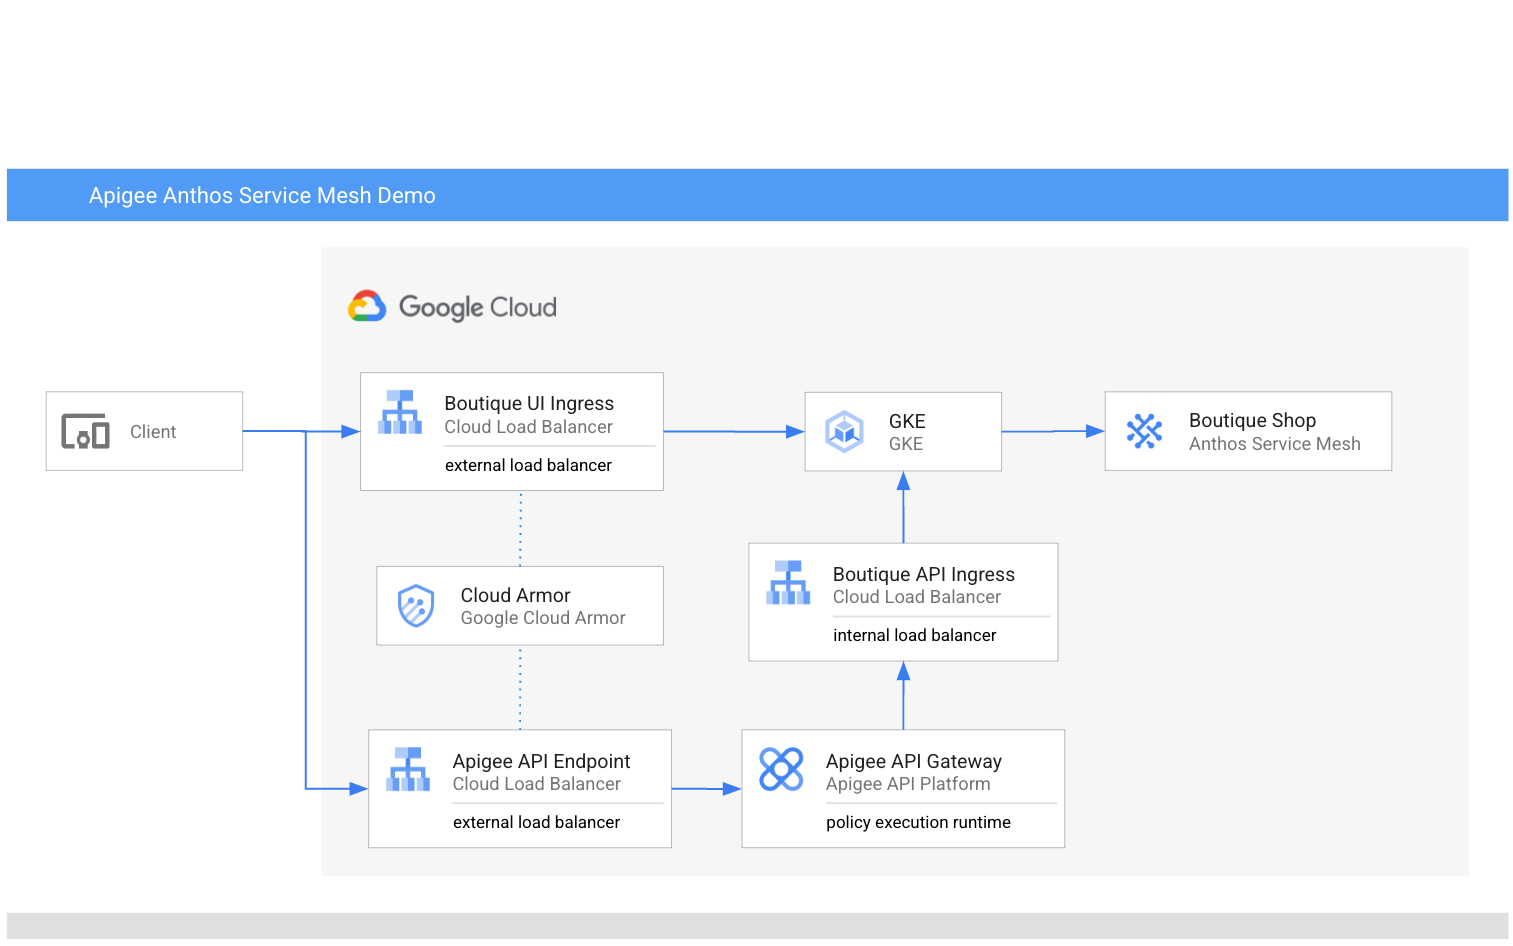 Apigee Anthos Service Mesh Demo
Google Cloud
Client
Boutique UI Ingress
Cloud Load Balancer
external load balancer
GKE
GKE
Boutique Shop
Anthos Service Mesh
Cloud Armor
Google Cloud Armor
Boutique API Ingress
Cloud Load Balancer
internal load balancer
Apigee API Endpoint
Cloud Load Balancer
external load balancer
Apigee API Gateway
Apigee API Platform
policy execution runtime